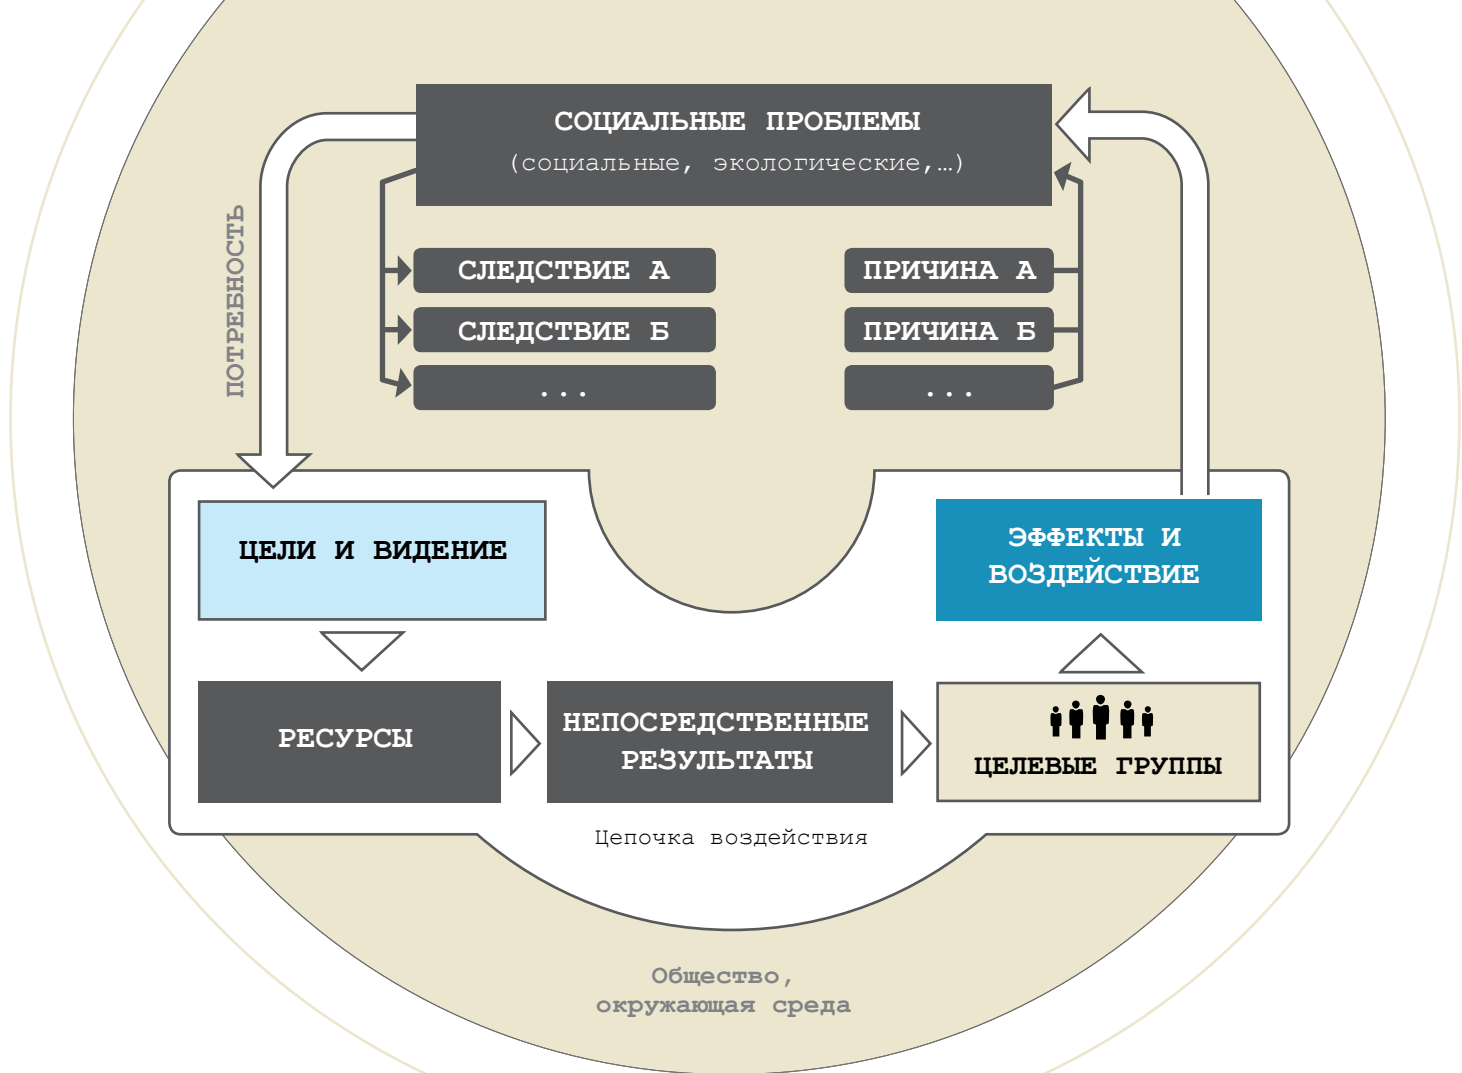 СОЦИАЛЬНЫЕ ПРОБЛЕМЫ
(социальные, экологические,…)
ПОТРЕБНОСТЬ
СЛЕДСТВИЕ А
ПРИЧИНА А
СЛЕДСТВИЕ Б
ПРИЧИНА Б
...
...
ЦЕЛИ И ВИДЕНИЕ
ЭФФЕКТЫ И
ВОЗДЕЙСТВИЕ
РЕСУРСЫ
НЕПОСРЕДСТВЕННЫЕ
РЕЗУЛЬТАТЫ
ЦЕЛЕВЫЕ ГРУППЫ
Цепочка воздействия
Общество,
окружающая среда